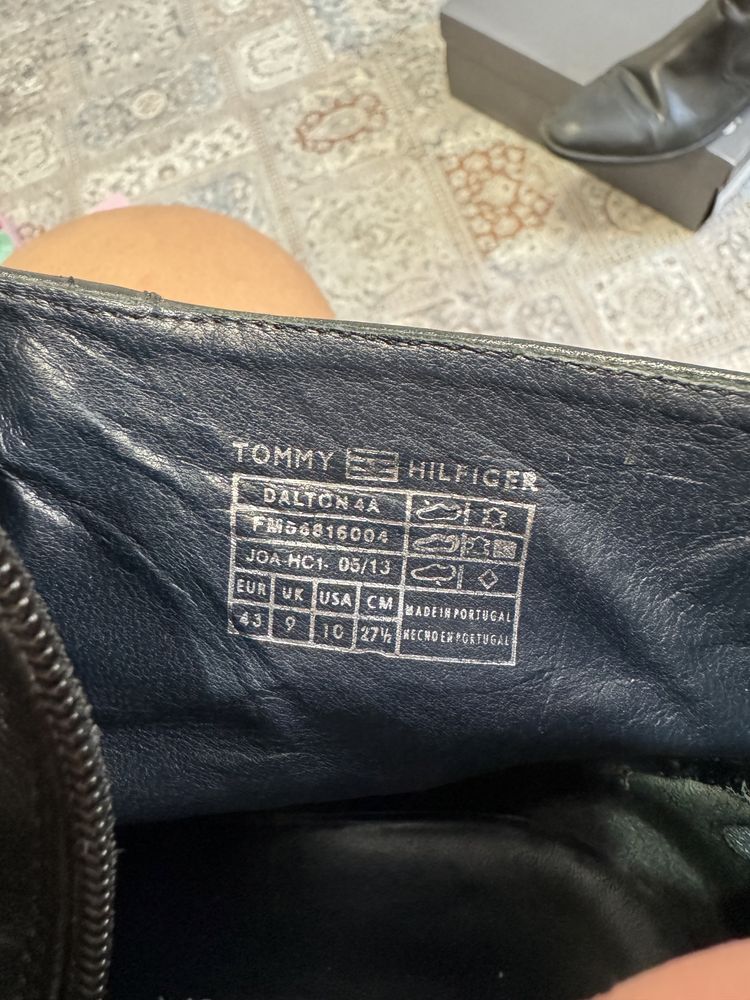 TOMMY HILFIGER
DALTON 4A
FM56816004
JOA-HC1- 05/13
EUR UK USA CM
43 9 10 27½
MADE IN PORTUGAL
HECHO EN PORTUGAL